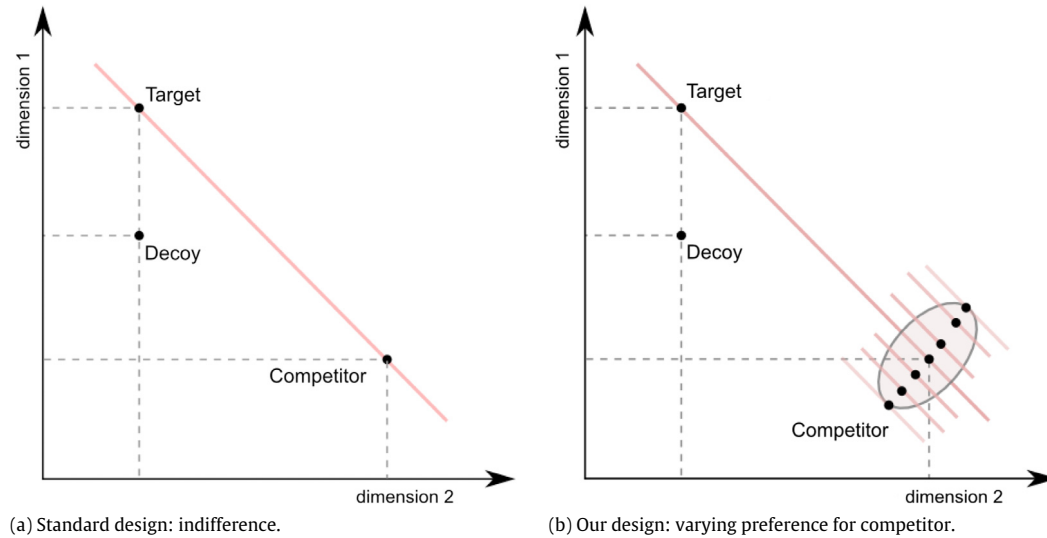 dimension 1
Target
Decoy
Competitor
dimension 2
(a) Standard design: indifference.
dimension 1
Target
Decoy
Competitor
dimension 2
(b) Our design: varying preference for competitor.